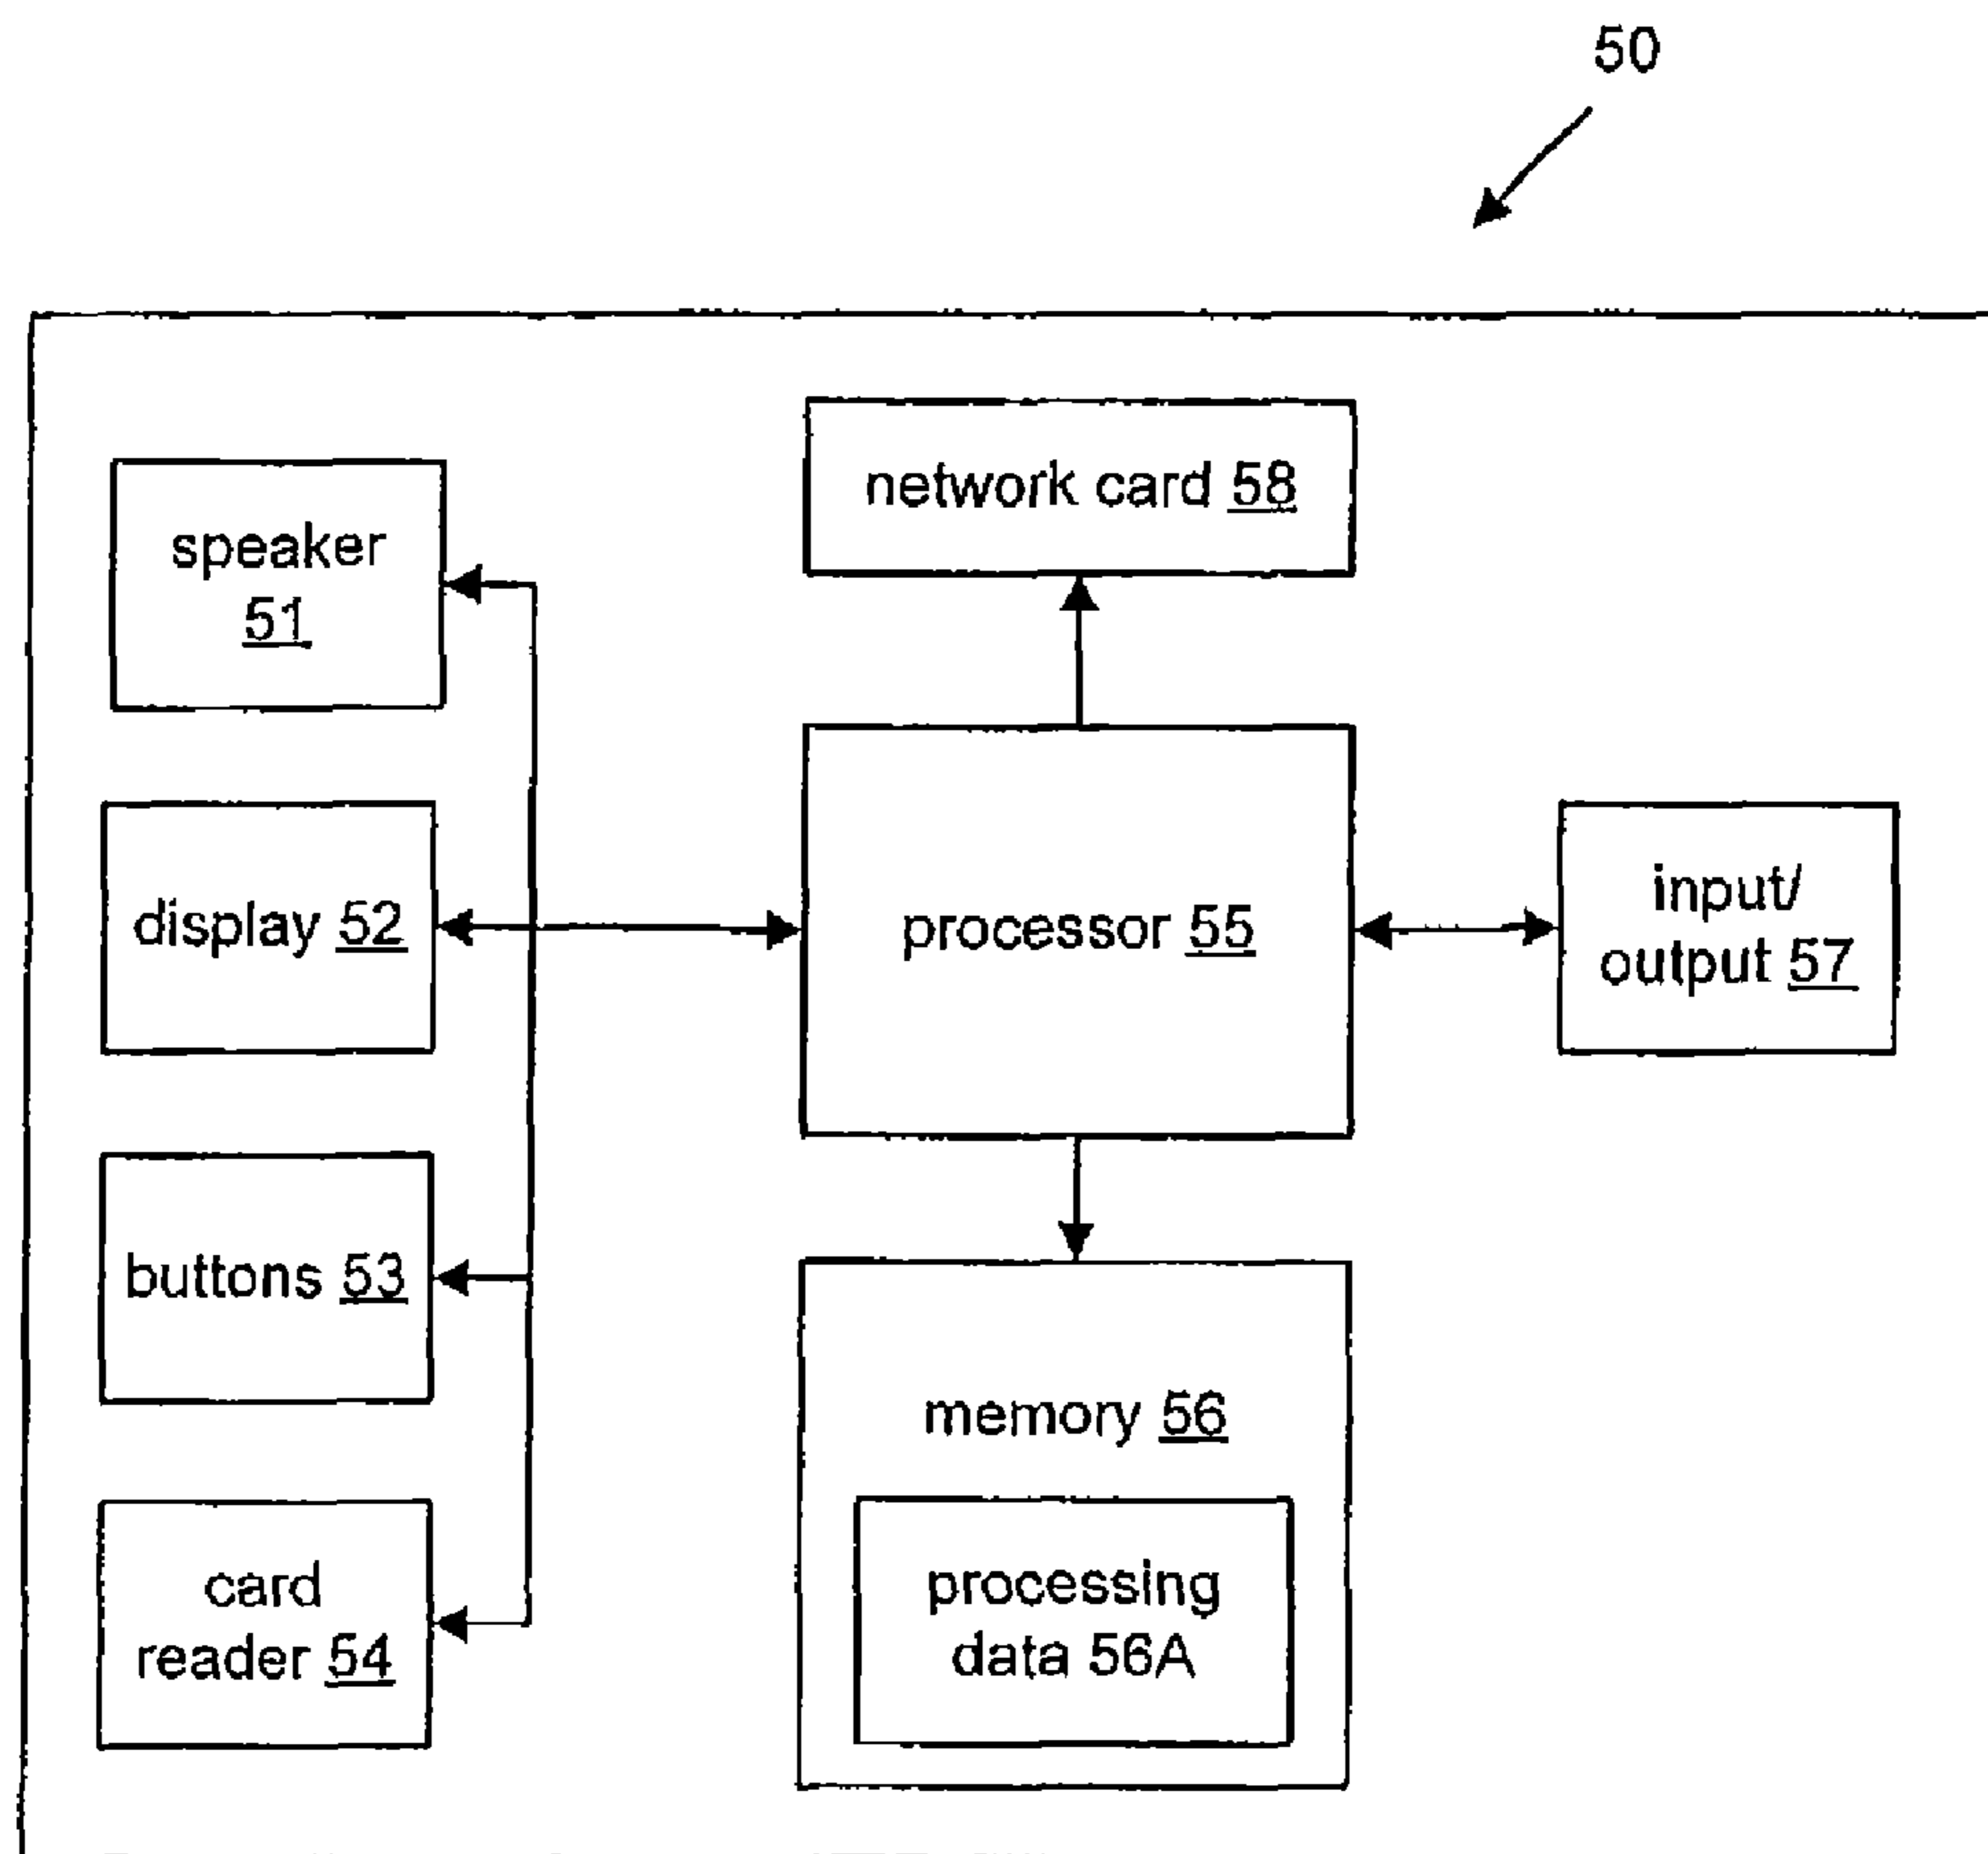 50
network card 58
speaker
51
display 52
processor 55
input/
output 57
buttons 53
memory 56
card
reader 54
processing
data 56A